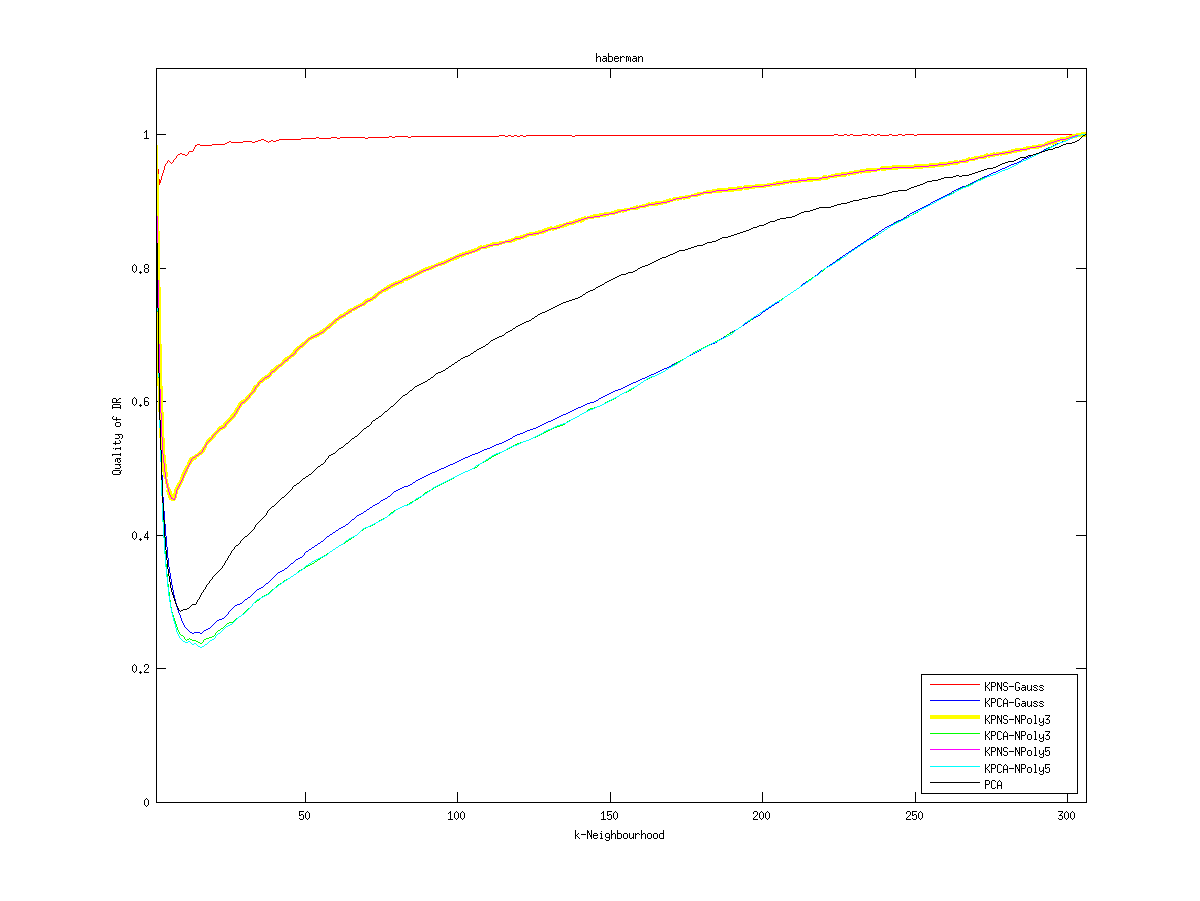 haberman
1
0.8
0.6
0.4
0.2
0
Quality of DR
50
100
150
200
250
300
k-Neighbourhood
KPNS-Gauss
KPCA-Gauss
KPNS-NPoly3
KPCA-NPoly3
KPNS-NPoly5
KPCA-NPoly5
PCA